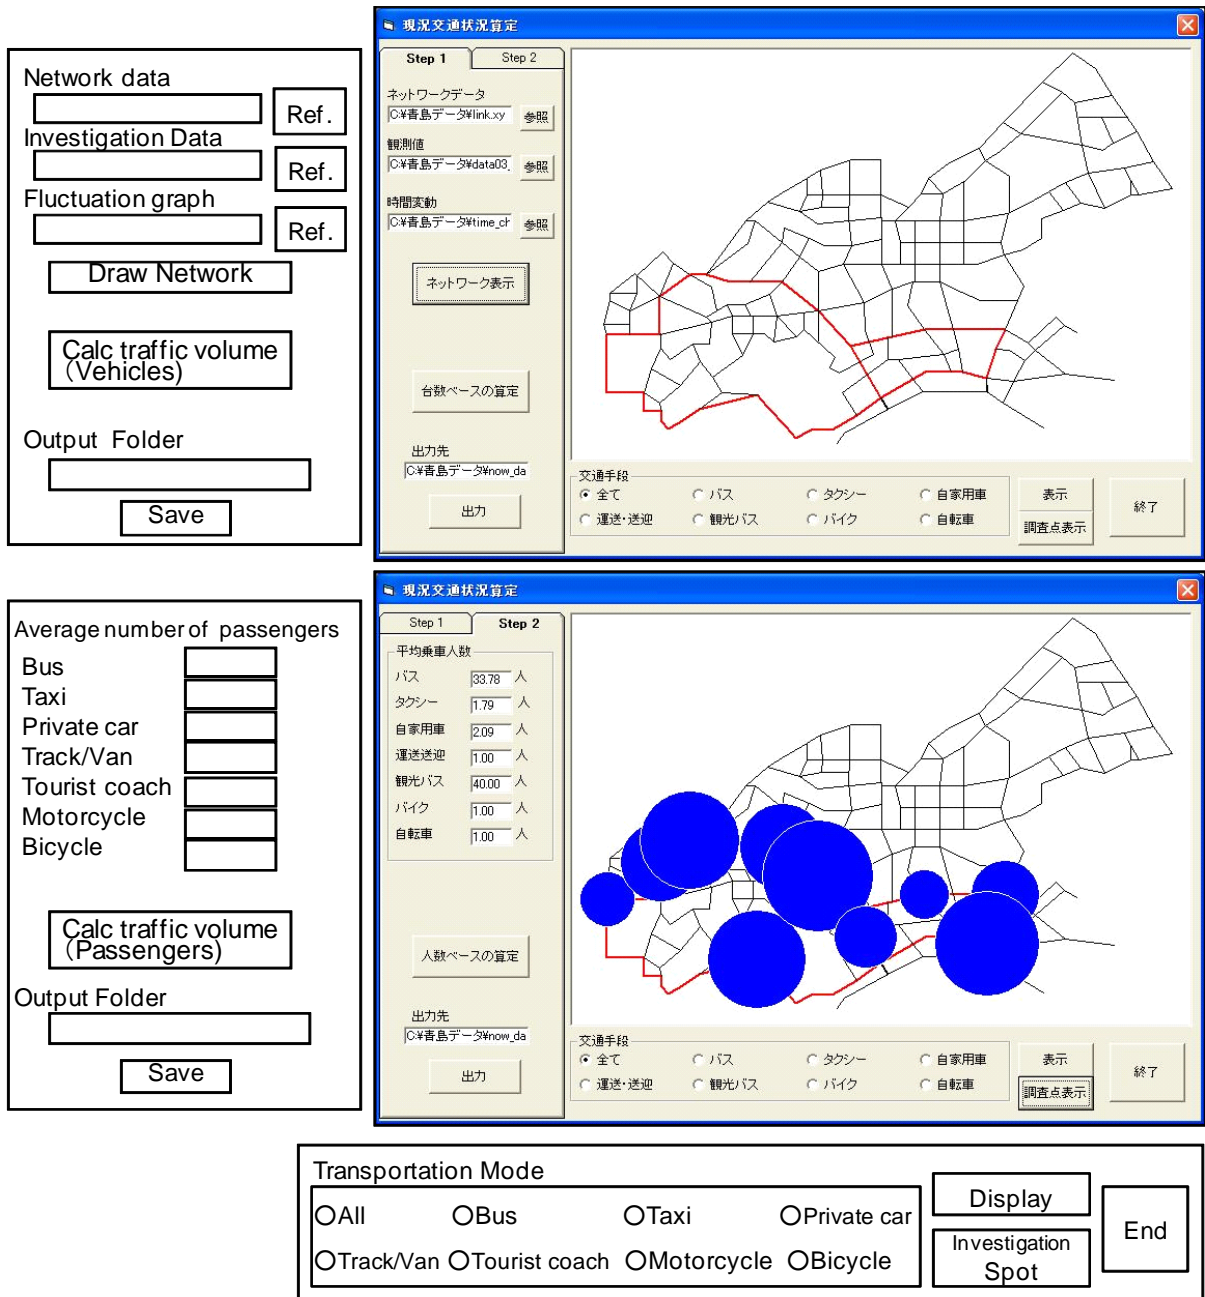 現況交通状況算定
Step 1
Step 2
Network data
Ref.
Investigation Data
Ref.
Fluctuation graph
Ref.
Draw Network
Calc traffic volume
(Vehicles)
Output Folder
Save
ネットワークデータ
C:¥青島データ¥link.xy
参照
観測値
C:¥青島データ¥data03_
参照
時間変動
C:¥青島データ¥time_ch
参照
ネットワーク表示
台数ベースの算定
出力先
C:¥青島データ¥now_da
出力
交通手段
全て バス タクシー 自家用車
運送・送迎 観光バス バイク 自転車
表示
調査点表示
終了
Average number of passengers
Bus
Taxi
Private car
Track/Van
Tourist coach
Motorcycle
Bicycle
Calc traffic volume
(Passengers)
Output Folder
Save
現況交通状況算定
Step 1
Step 2
平均乗車人数
バス 33.78 人
タクシー 1.79 人
自家用車 2.09 人
運送送迎 1.00 人
観光バス 40.00 人
バイク 1.00 人
自転車 1.00 人
人数ベースの算定
出力先
C:¥青島データ¥now_da
出力
交通手段
全て バス タクシー 自家用車
運送・送迎 観光バス バイク 自転車
表示
調査点表示
終了
Transportation Mode
All Bus Taxi Private car
Track/Van Tourist coach Motorcycle Bicycle
Display
Investigation
Spot
End